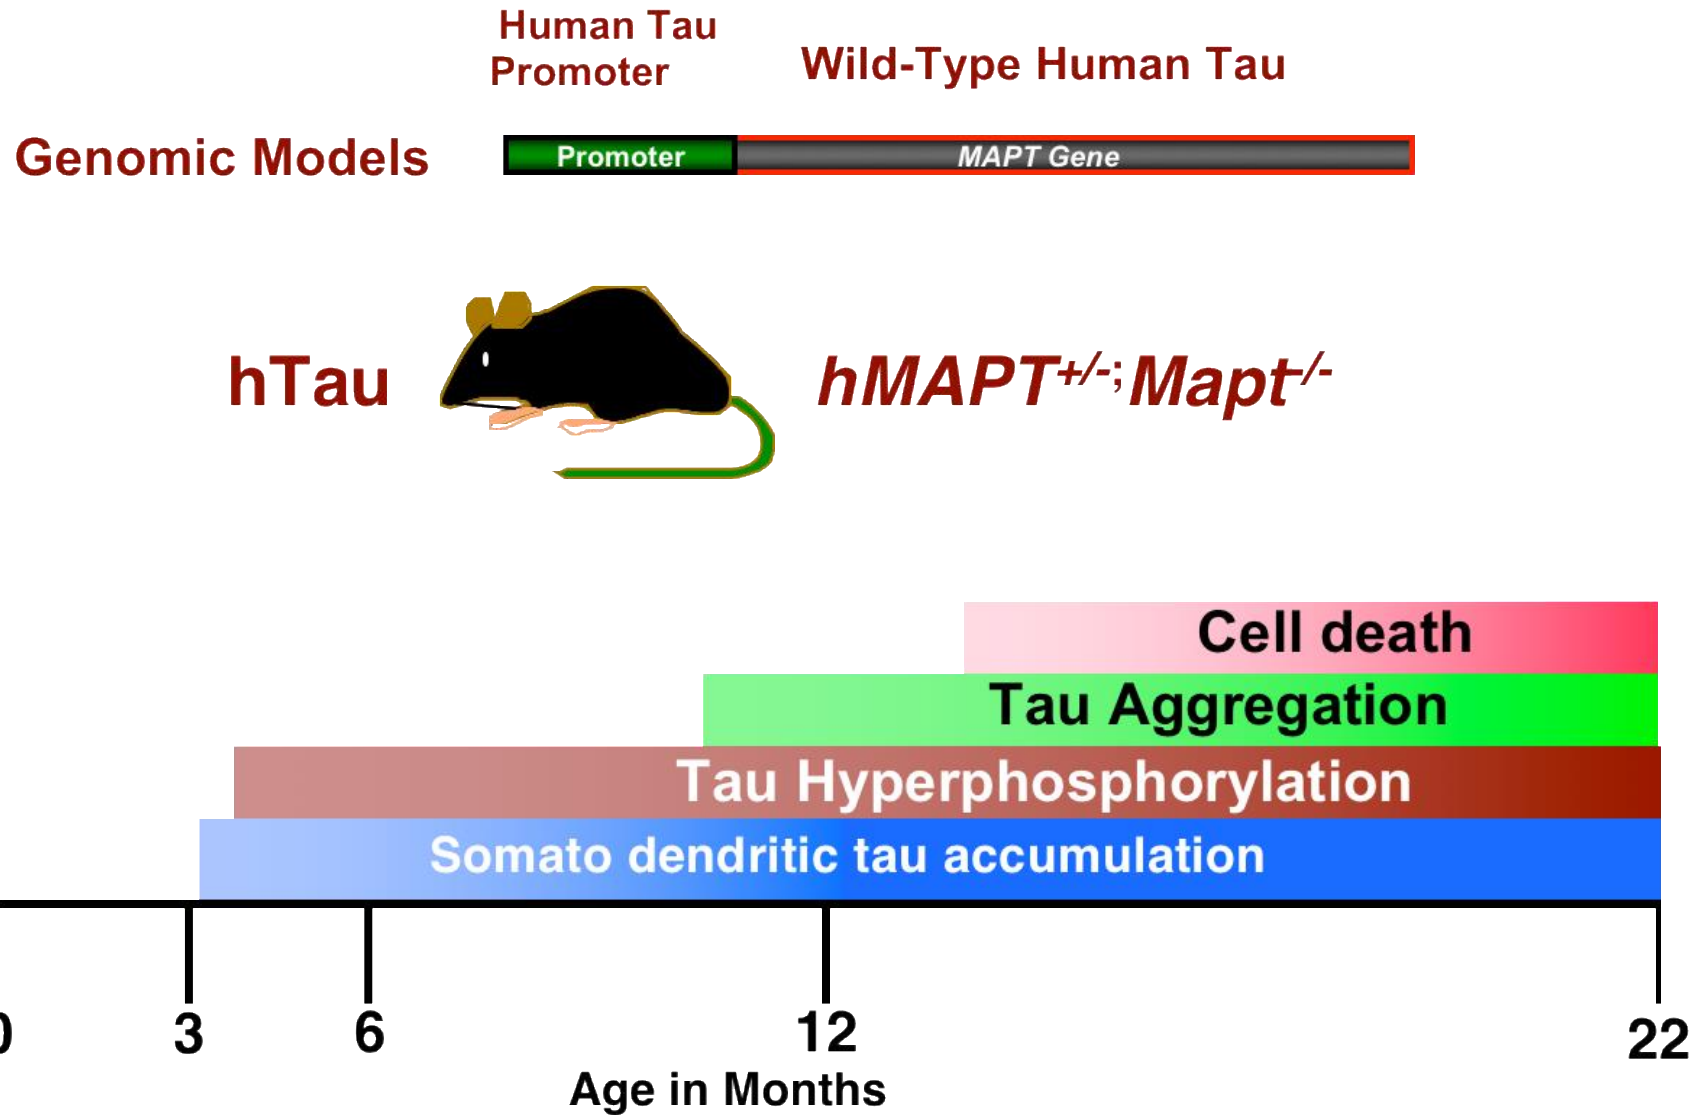 Human Tau
Promoter
Wild-Type Human Tau
Genomic Models
Promoter
MAPT Gene
hTau
hMAPT+/-;Mapt-/-
Cell death
Tau Aggregation
Tau Hyperphosphorylation
Somato dendritic tau accumulation
0 3 6 12 22
Age in Months